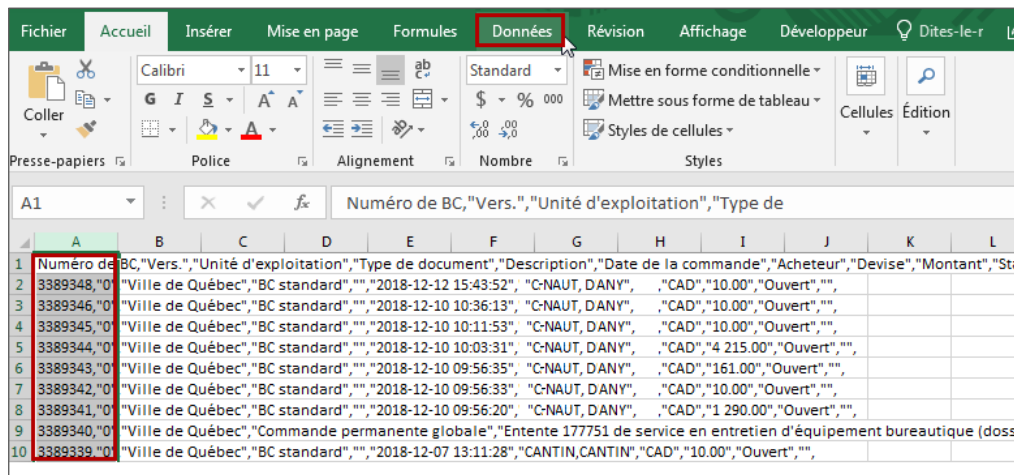 Fichier Accueil Insérer Mise en page Formules Données Révision Affichage Développeur Dites-le-r
Coller
Calibri 11
Standard
Mise en forme conditionnelle
G I S A A
ab
$ % 000
Mettre sous forme de tableau
Cellules Édition
A
,00 ,0
Styles de cellules
Presse-papiers Police Alignement Nombre Styles
A1 fx Numéro de BC,"Vers.","Unité d'exploitation","Type de
A B C D E F G H I J K L
1 Numéro de BC,"Vers.","Unité d'exploitation","Type de document","Description","Date de la commande","Acheteur","Devise","Montant","Sta
2 3389348,"0" "Ville de Québec","BC standard","","2018-12-12 15:43:52", "C-NAUT, DANY", ,"CAD","10.00","Ouvert","",
3 3389346,"0" "Ville de Québec","BC standard","","2018-12-10 10:36:13", "C-NAUT, DANY", ,"CAD","10.00","Ouvert","",
4 3389345,"0" "Ville de Québec","BC standard","","2018-12-10 10:11:53", "C-NAUT, DANY", ,"CAD","10.00","Ouvert","",
5 3389344,"0" "Ville de Québec","BC standard","","2018-12-10 10:03:31", "C-NAUT, DANY", ,"CAD","4 215.00","Ouvert","",
6 3389343,"0" "Ville de Québec","BC standard","","2018-12-10 09:56:35", "C-NAUT, DANY", ,"CAD","161.00","Ouvert","",
7 3389342,"0" "Ville de Québec","BC standard","","2018-12-10 09:56:33", "C-NAUT, DANY", ,"CAD","10.00","Ouvert","",
8 3389341,"0" "Ville de Québec","BC standard","","2018-12-10 09:56:20", "C-NAUT, DANY", ,"CAD","1 290.00","Ouvert","",
9 3389340,"0" "Ville de Québec","Commande permanente globale","Entente 177751 de service en entretien d'équipement bureautique (doss
10 3389339,"0" "Ville de Québec","BC standard","","2018-12-07 13:11:28","CANTIN,CANTIN","CAD","10.00","Ouvert","",